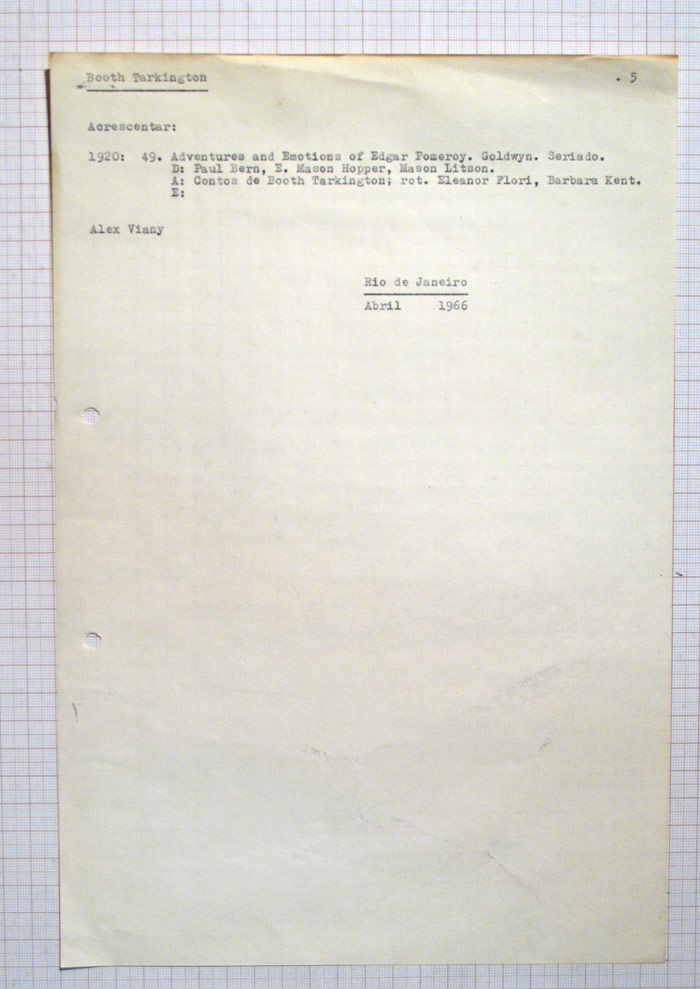 Booth Tarkington . 5
Acrescentar:
1920: 49. Adventures and Emotions of Edgar Pomeroy. Goldwyn. Seriado.
D: Paul Bern, E. Mason Hopper, Mason Litson.
A: Contos de Booth Tarkington; rot. Eleanor Flori, Barbara Kent.
E:
Alex Viany
Rio de Janeiro
Abril 1966